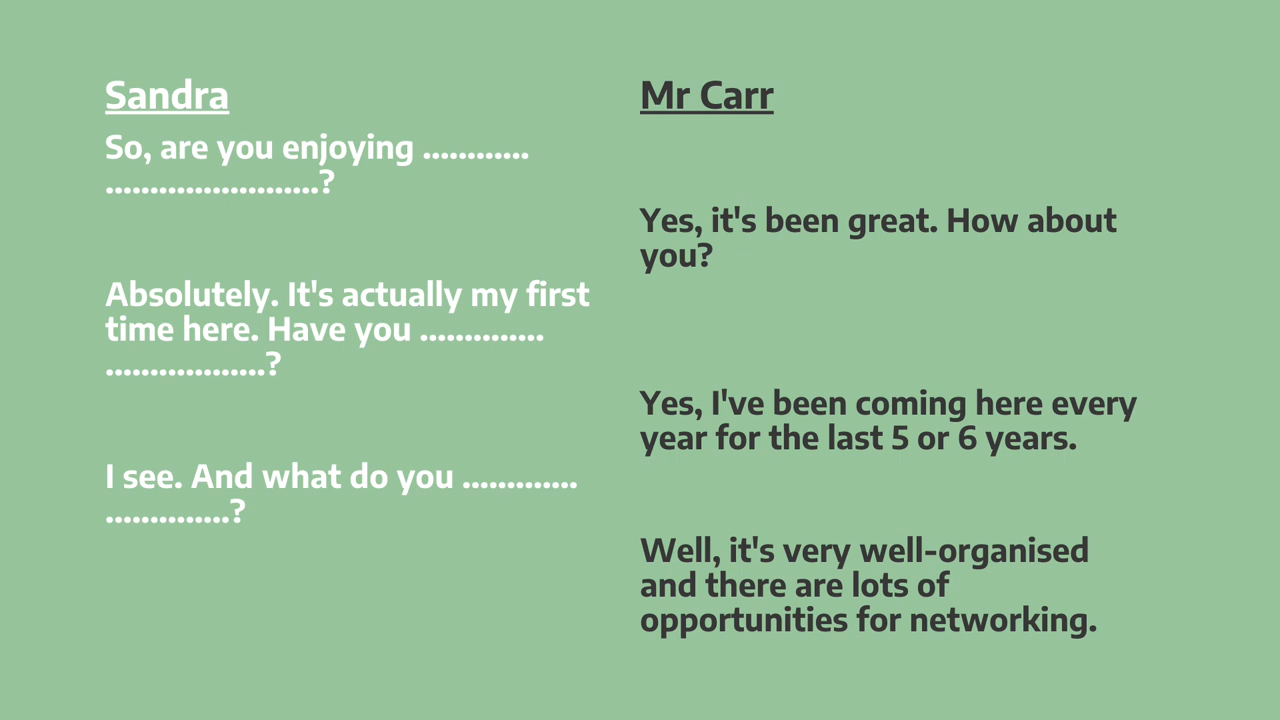 Sandra
So, are you enjoying ............
........................?
Absolutely. It's actually my first
time here. Have you ..............
..................?
I see. And what do you .............
..............?
Mr Carr
Yes, it's been great. How about
you?
Yes, I've been coming here every
year for the last 5 or 6 years.
Well, it's very well-organised
and there are lots of
opportunities for networking.